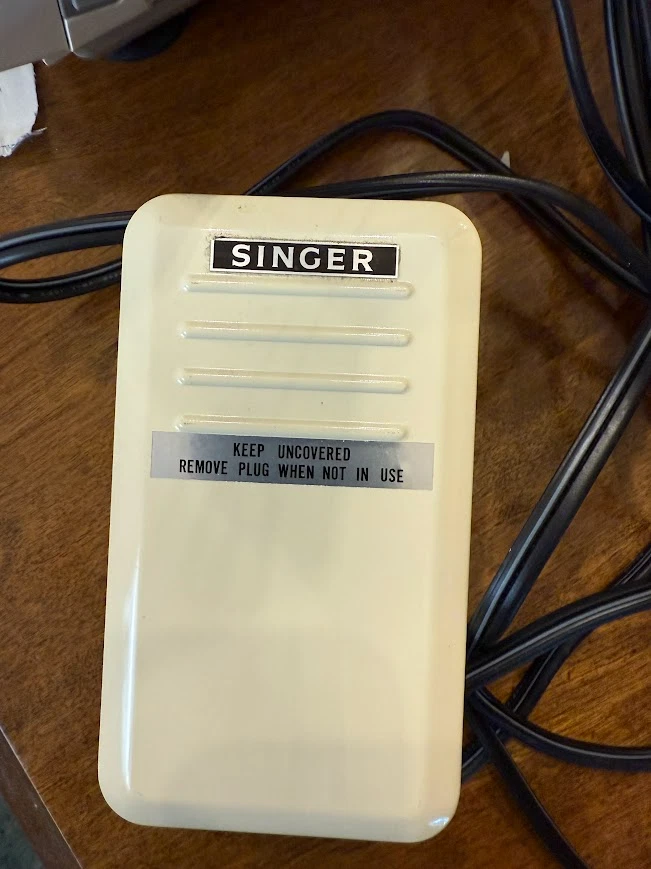 SINGER
KEEP UNCOVERED
REMOVE PLUG WHEN NOT IN USE